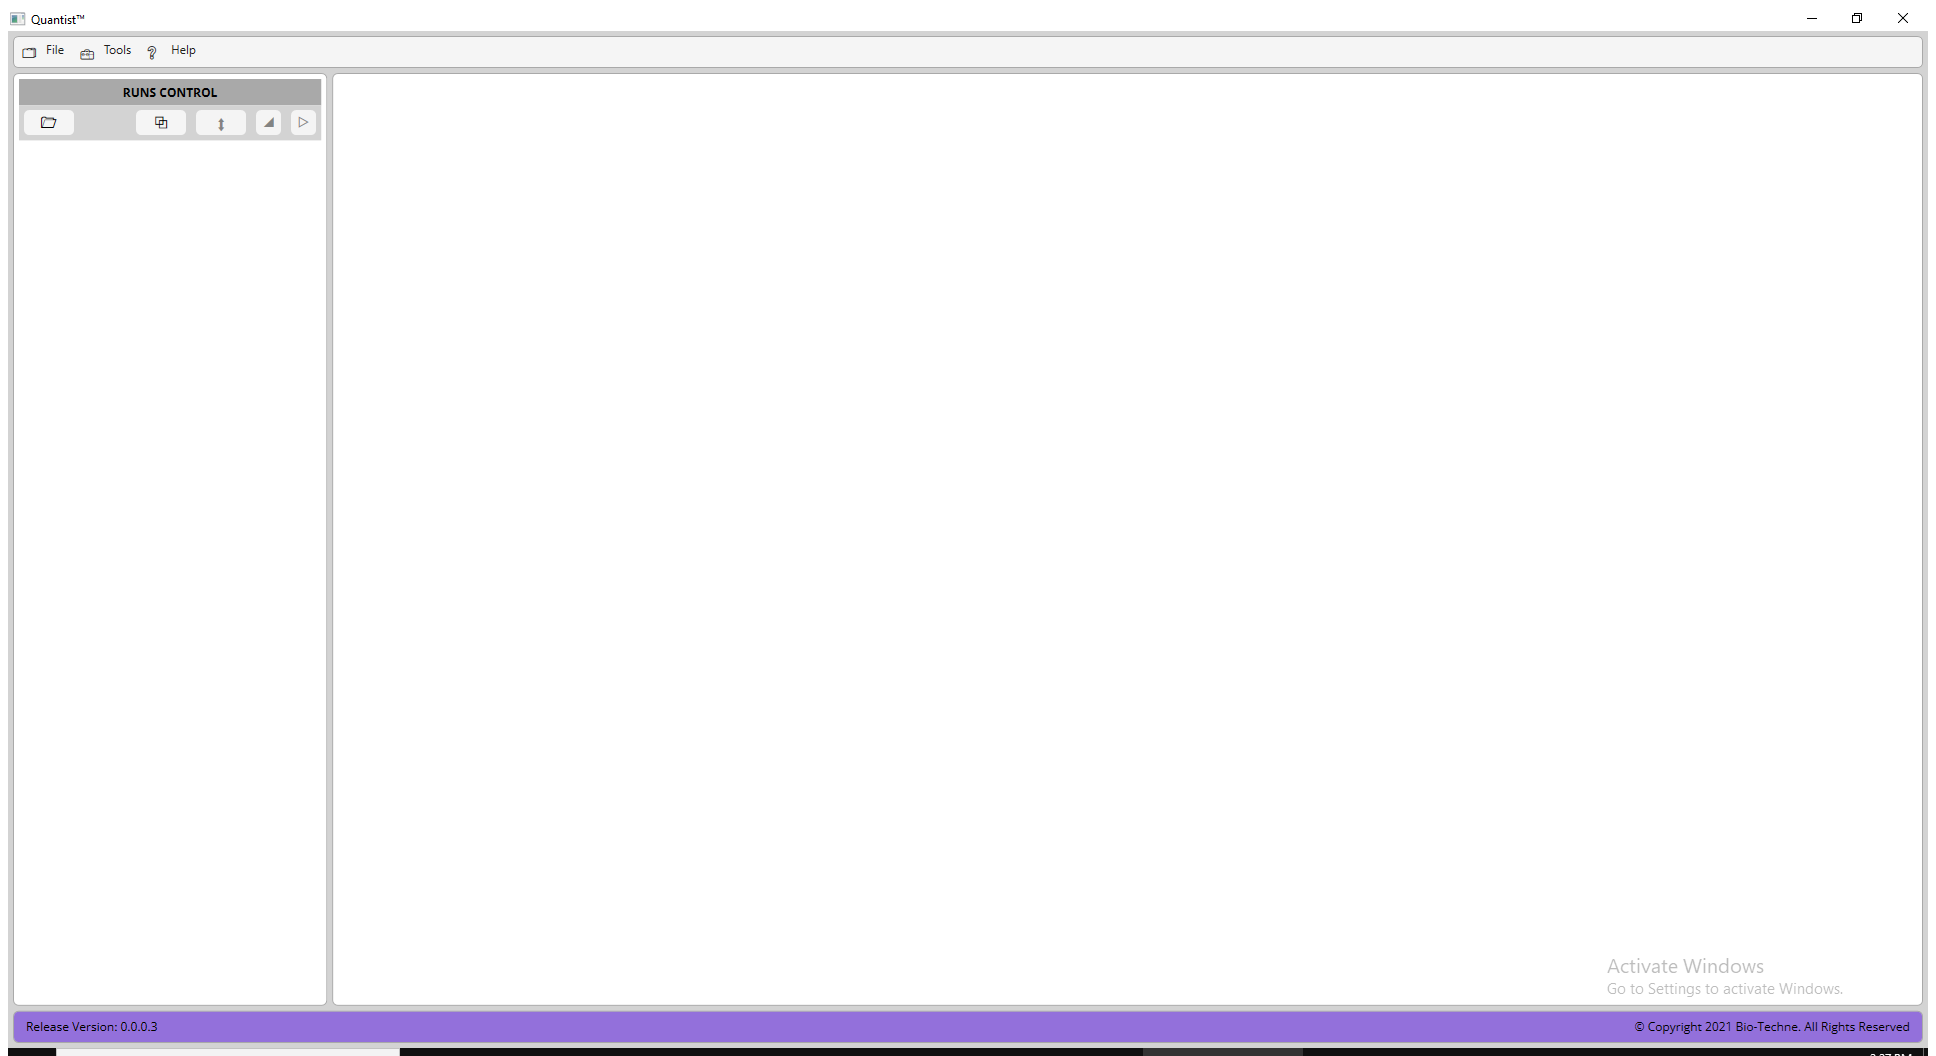 Quantist™
File Tools Help
RUNS CONTROL
Activate Windows
Go to Settings to activate Windows.
Release Version: 0.0.0.3
© Copyright 2021 Bio-Techne. All Rights Reserved